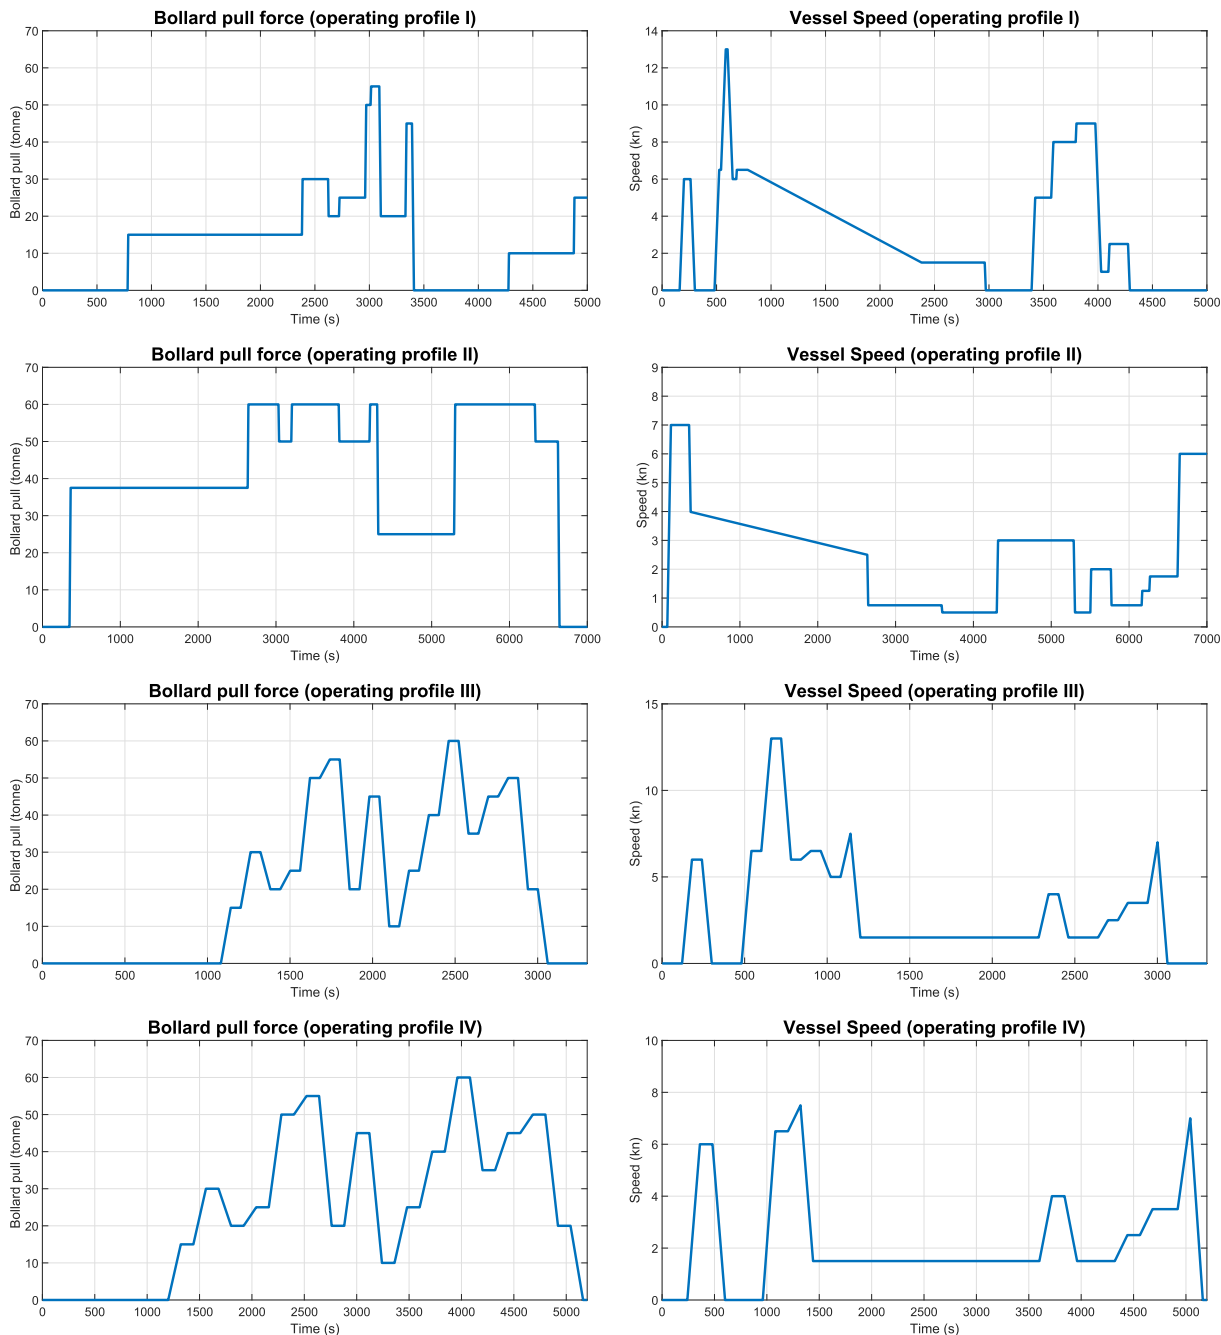 Bollard pull force (operating profile I)
Bollard pull (tonne)
70
60
50
40
30
20
10
0
0 500 1000 1500 2000 2500 3000 3500 4000 4500 5000
Time (s)
Vessel Speed (operating profile I)
Speed (kn)
14
12
10
8
6
4
2
0
0 500 1000 1500 2000 2500 3000 3500 4000 4500 5000
Time (s)
Bollard pull force (operating profile II)
Bollard pull (tonne)
70
60
50
40
30
20
10
0
0 1000 2000 3000 4000 5000 6000 7000
Time (s)
Vessel Speed (operating profile II)
Speed (kn)
9
8
7
6
5
4
3
2
1
0
0 1000 2000 3000 4000 5000 6000 7000
Time (s)
Bollard pull force (operating profile III)
Bollard pull (tonne)
70
60
50
40
30
20
10
0
0 500 1000 1500 2000 2500 3000
Time (s)
Vessel Speed (operating profile III)
Speed (kn)
15
10
5
0
0 500 1000 1500 2000 2500 3000
Time (s)
Bollard pull force (operating profile IV)
Bollard pull (tonne)
70
60
50
40
30
20
10
0
0 500 1000 1500 2000 2500 3000 3500 4000 4500 5000
Time (s)
Vessel Speed (operating profile IV)
Speed (kn)
10
8
6
4
2
0
0 500 1000 1500 2000 2500 3000 3500 4000 4500 5000
Time (s)